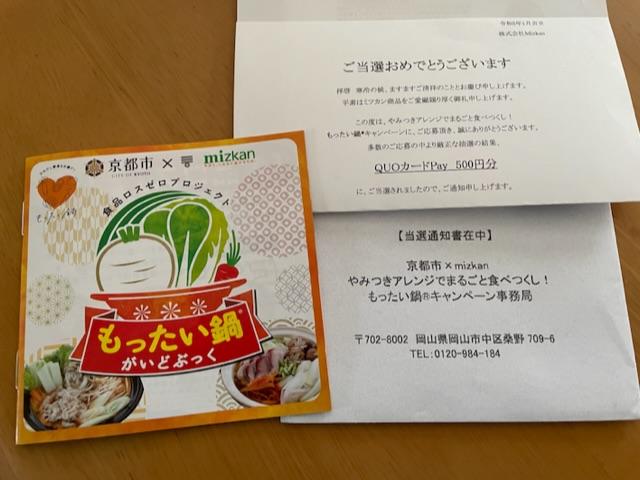 株式会社Mizkan
ご当選おめでとうございます
拝啓 寒冷の候、ますますご清祥のこととお慶び申し上げます。
平素はミツカン商品をご愛顧賜り厚く御礼申し上げます。
この度は、やみつきアレンジでまるごと食べつくし!
もったい鍋®キャンペーンに、ご応募頂き、誠にありがとうございます。
多数のご応募の中より厳正な抽選の結果、
QUOカードPay 500円分
に、ご当選されましたので、ご通知申し上げます。
京都市 × mizkan
CITY OF KYOTO
食品ロスゼロプロジェクト
もったい鍋®
がいどぶっく
【当選通知書在中】
京都市×mizkan
やみつきアレンジでまるごと食べつくし!
もったい鍋®キャンペーン事務局
〒702-8002 岡山県岡山市中区桑野 709-6
TEL:0120-984-184